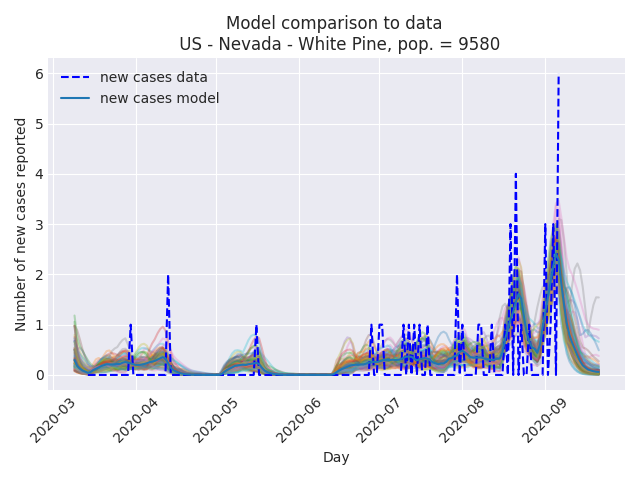 Model comparison to data
US - Nevada - White Pine, pop. = 9580
new cases data
new cases model
Number of new cases reported
6
5
4
3
2
1
0
2020-03
2020-04
2020-05
2020-06
2020-07
2020-08
2020-09
Day